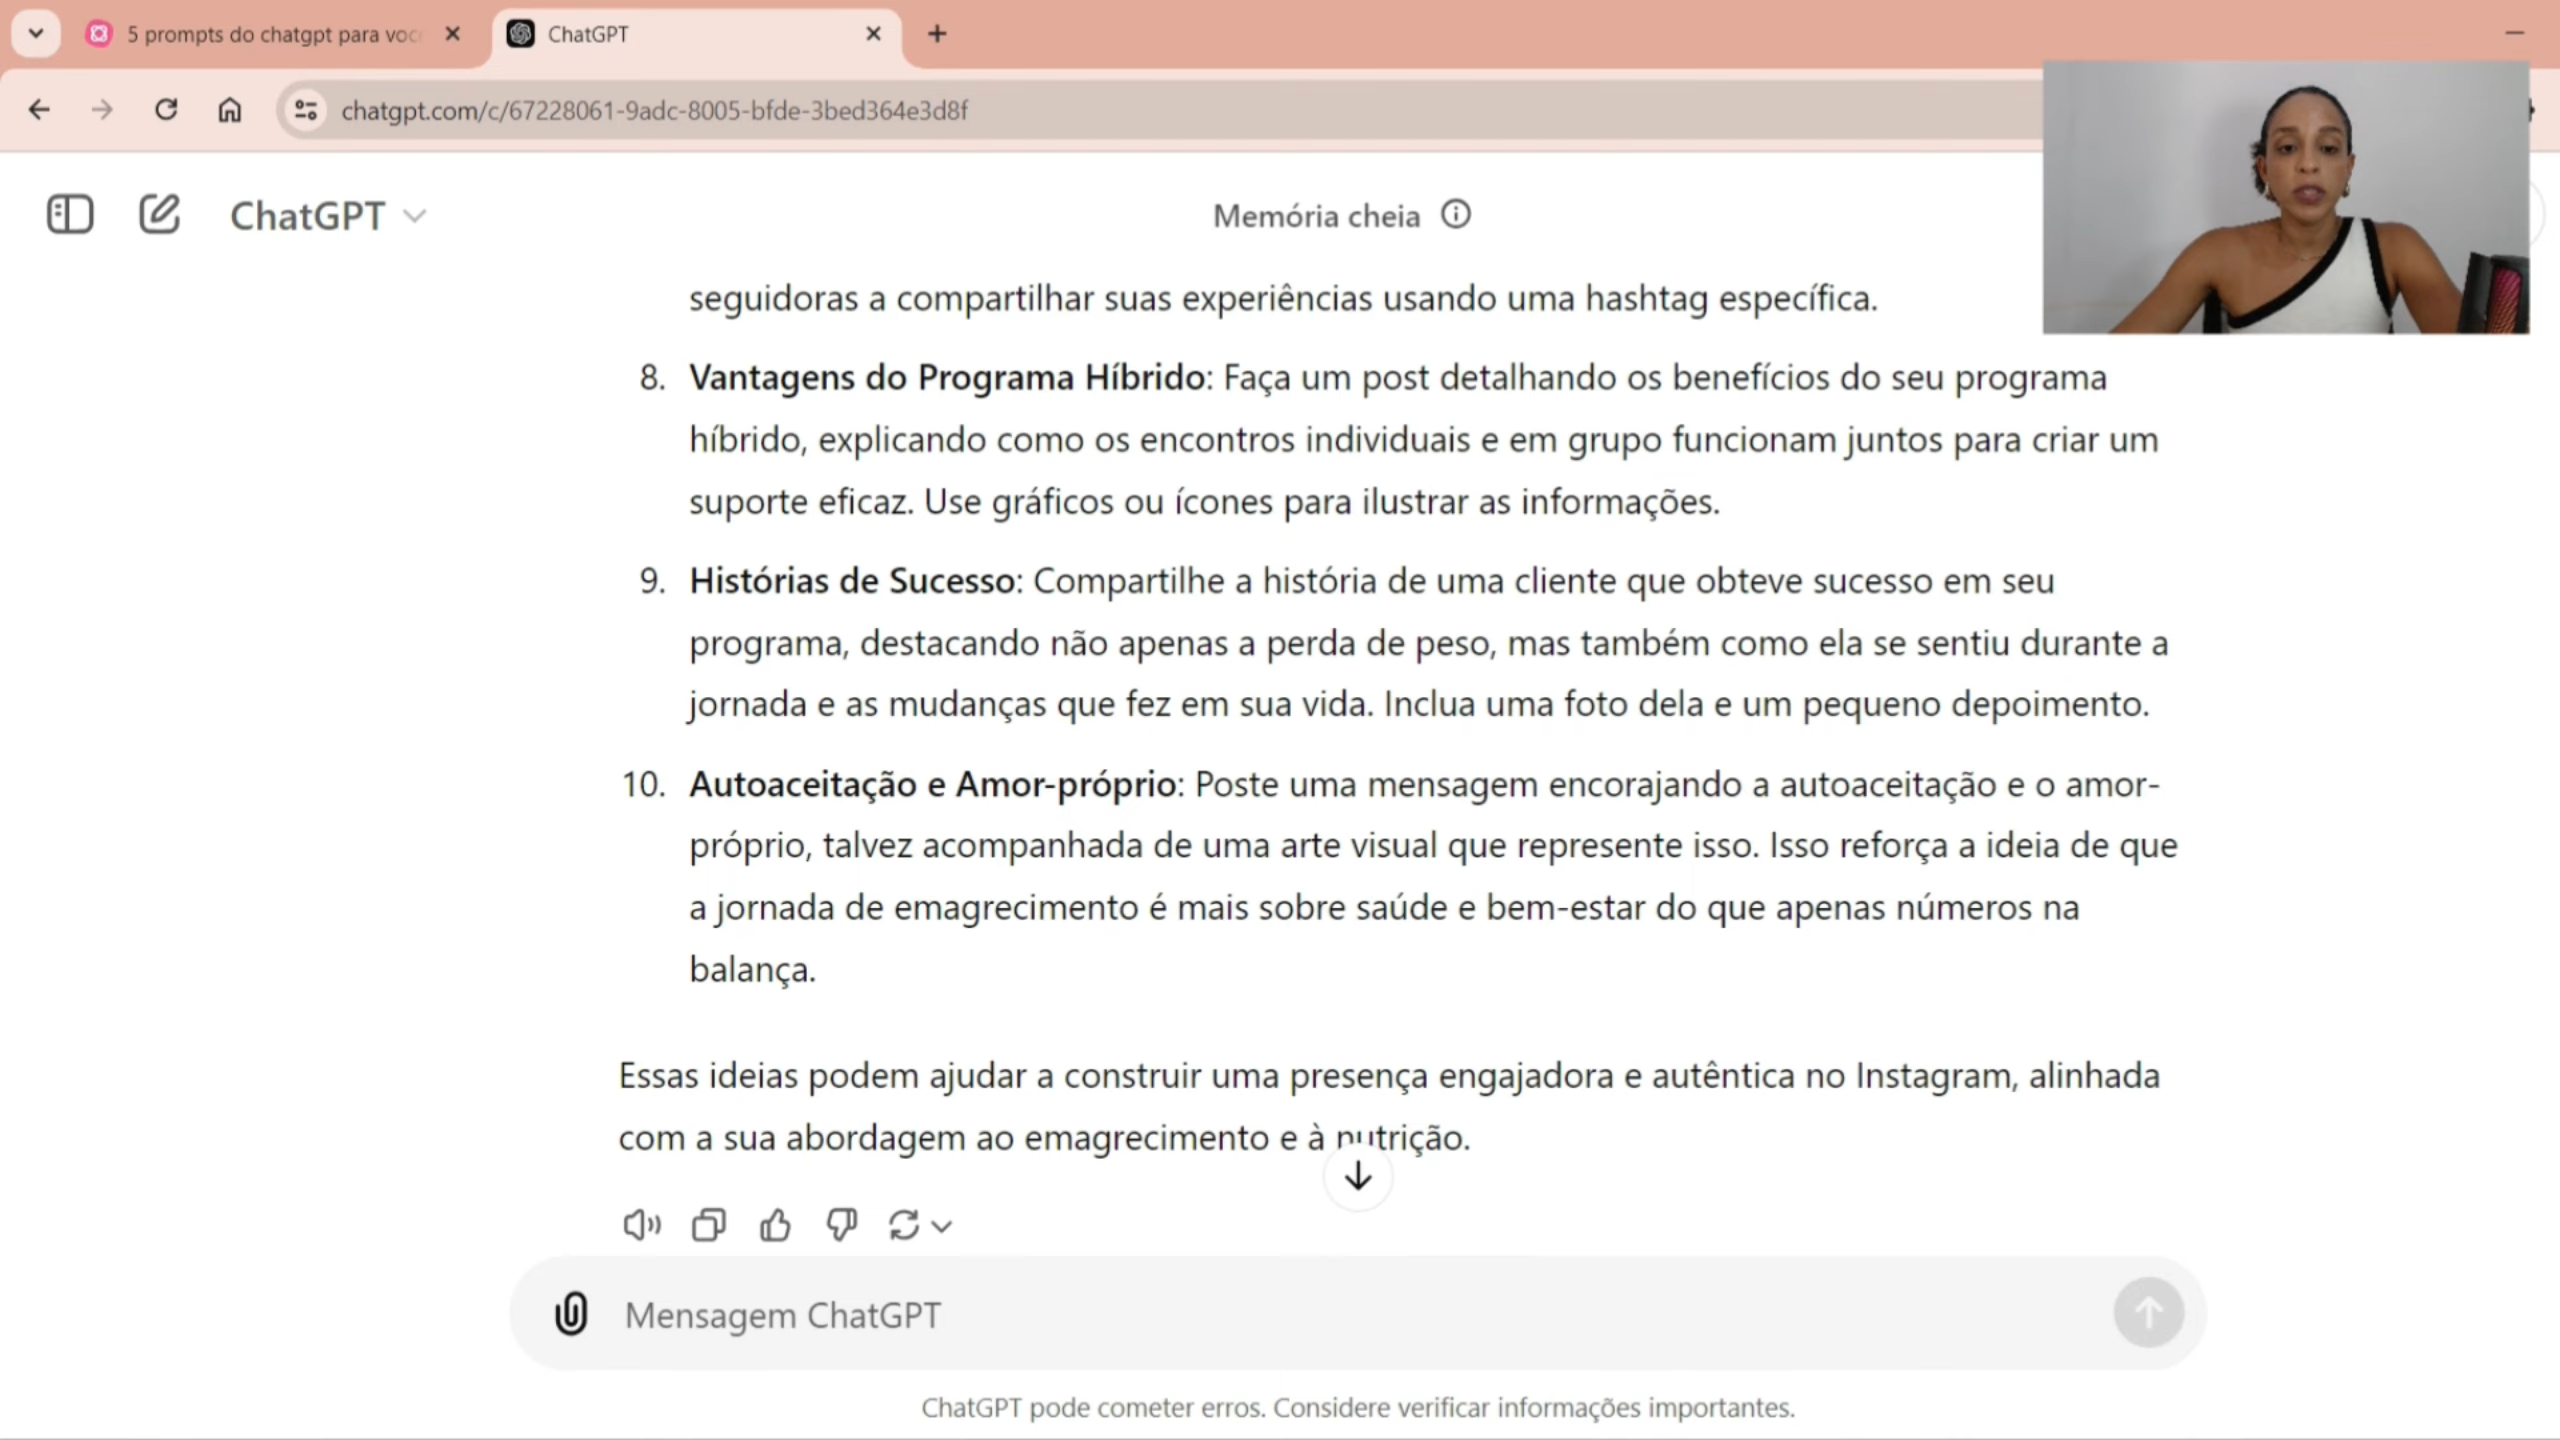 5 prompts do chatgpt para voc
ChatGPT
chatgpt.com/c/67228061-9adc-8005-bfde-3bed364e3d8f
ChatGPT
Memória cheia
seguidoras a compartilhar suas experiências usando uma hashtag específica.
8. Vantagens do Programa Híbrido: Faça um post detalhando os benefícios do seu programa
híbrido, explicando como os encontros individuais e em grupo funcionam juntos para criar um
suporte eficaz. Use gráficos ou ícones para ilustrar as informações.
9. Histórias de Sucesso: Compartilhe a história de uma cliente que obteve sucesso em seu
programa, destacando não apenas a perda de peso, mas também como ela se sentiu durante a
jornada e as mudanças que fez em sua vida. Inclua uma foto dela e um pequeno depoimento.
10. Autoaceitação e Amor-próprio: Poste uma mensagem encorajando a autoaceitação e o amor-
próprio, talvez acompanhada de uma arte visual que represente isso. Isso reforça a ideia de que
a jornada de emagrecimento é mais sobre saúde e bem-estar do que apenas números na
balança.
Essas ideias podem ajudar a construir uma presença engajadora e autêntica no Instagram, alinhada
com a sua abordagem ao emagrecimento e à nutrição.
Mensagem ChatGPT
ChatGPT pode cometer erros. Considere verificar informações importantes.